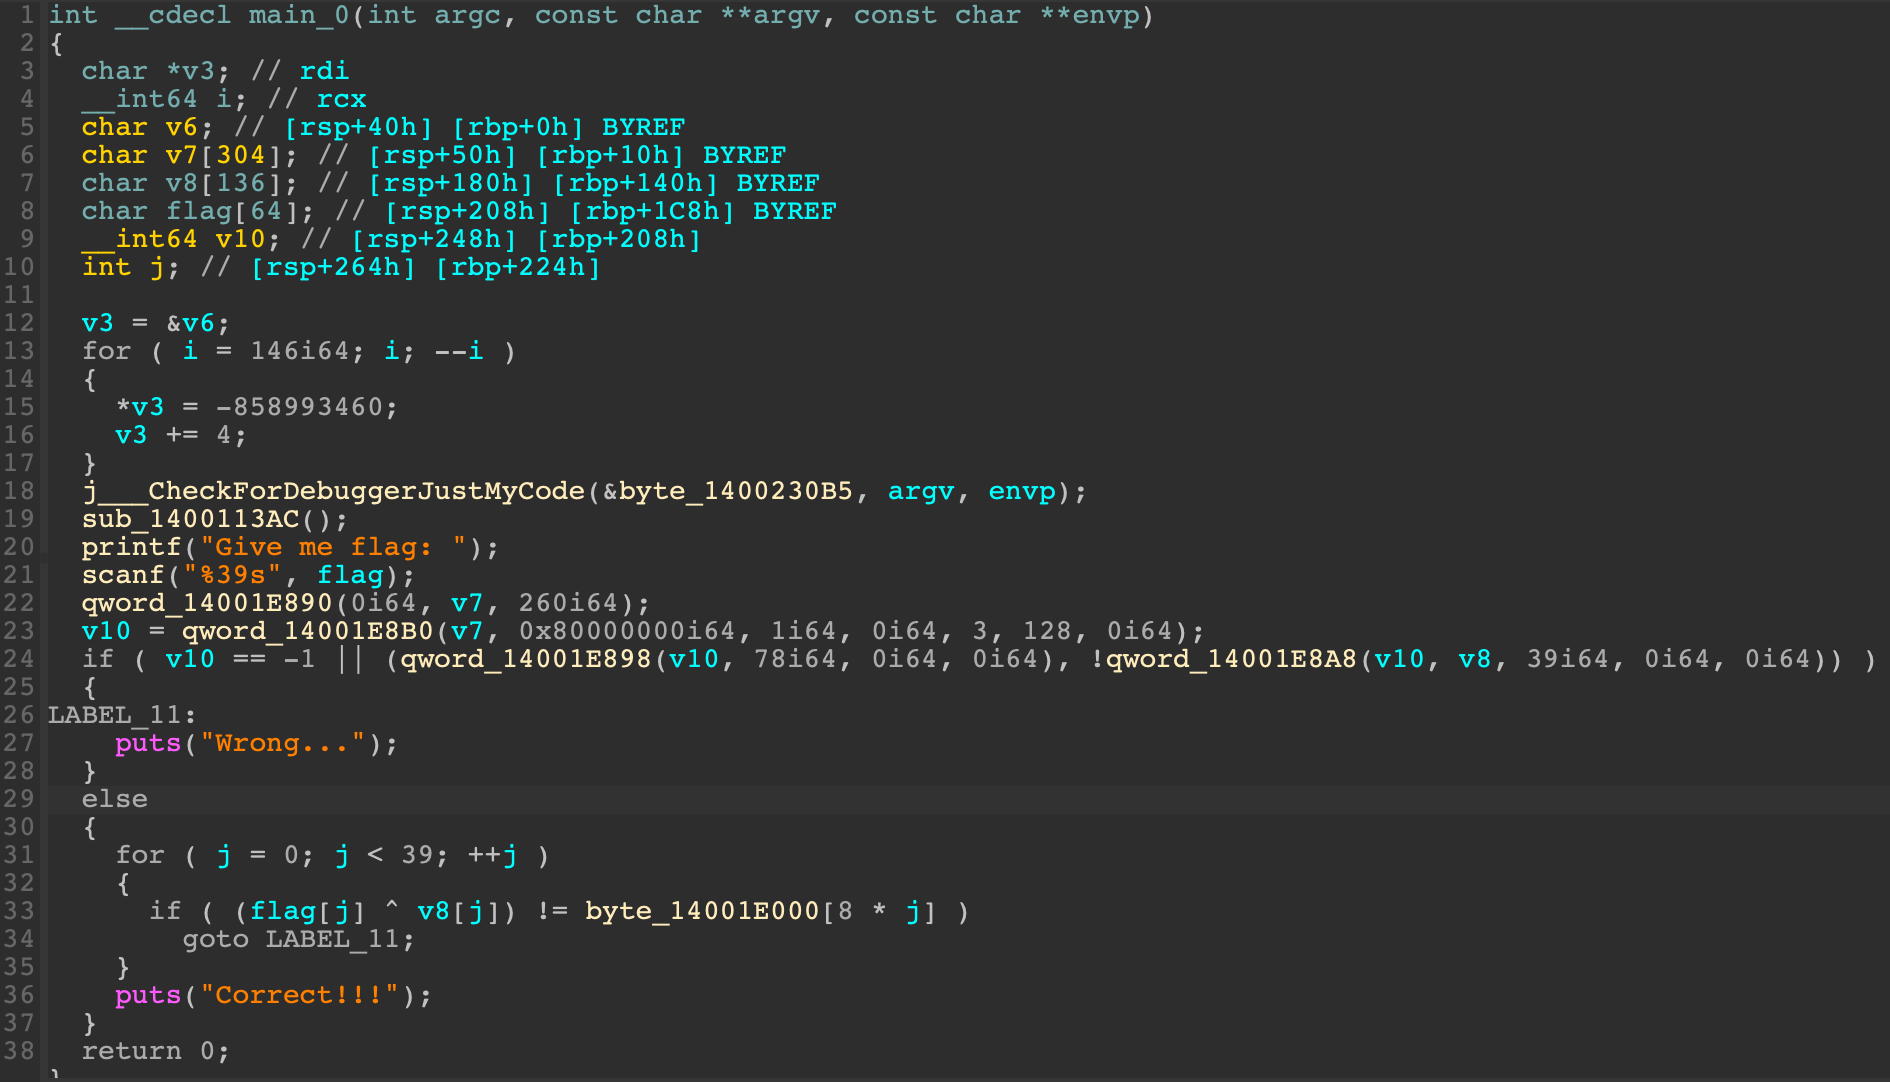 1 int __cdecl main_0(int argc, const char **argv, const char **envp)
2 {
3   char *v3; // rdi
4   __int64 i; // rcx
5   char v6; // [rsp+40h] [rbp+0h] BYREF
6   char v7[304]; // [rsp+50h] [rbp+10h] BYREF
7   char v8[136]; // [rsp+180h] [rbp+140h] BYREF
8   char flag[64]; // [rsp+208h] [rbp+1C8h] BYREF
9   __int64 v10; // [rsp+248h] [rbp+208h]
10   int j; // [rsp+264h] [rbp+224h]
11
12   v3 = &v6;
13   for ( i = 146i64; i; --i )
14   {
15     *v3 = -858993460;
16     v3 += 4;
17   }
18   j___CheckForDebuggerJustMyCode(&byte_1400230B5, argv, envp);
19   sub_1400113AC();
20   printf("Give me flag: ");
21   scanf("%39s", flag);
22   qword_14001E890(0i64, v7, 260i64);
23   v10 = qword_14001E8B0(v7, 0x80000000i64, 1i64, 0i64, 3, 128, 0i64);
24   if ( v10 == -1 || (qword_14001E898(v10, 78i64, 0i64, 0i64), !qword_14001E8A8(v10, v8, 39i64, 0i64, 0i64)) )
25   {
26 LABEL_11:
27     puts("Wrong...");
28   }
29   else
30   {
31     for ( j = 0; j < 39; ++j )
32     {
33       if ( (flag[j] ^ v8[j]) != byte_14001E000[8 * j] )
34         goto LABEL_11;
35     }
36     puts("Correct!!!");
37   }
38   return 0;
}